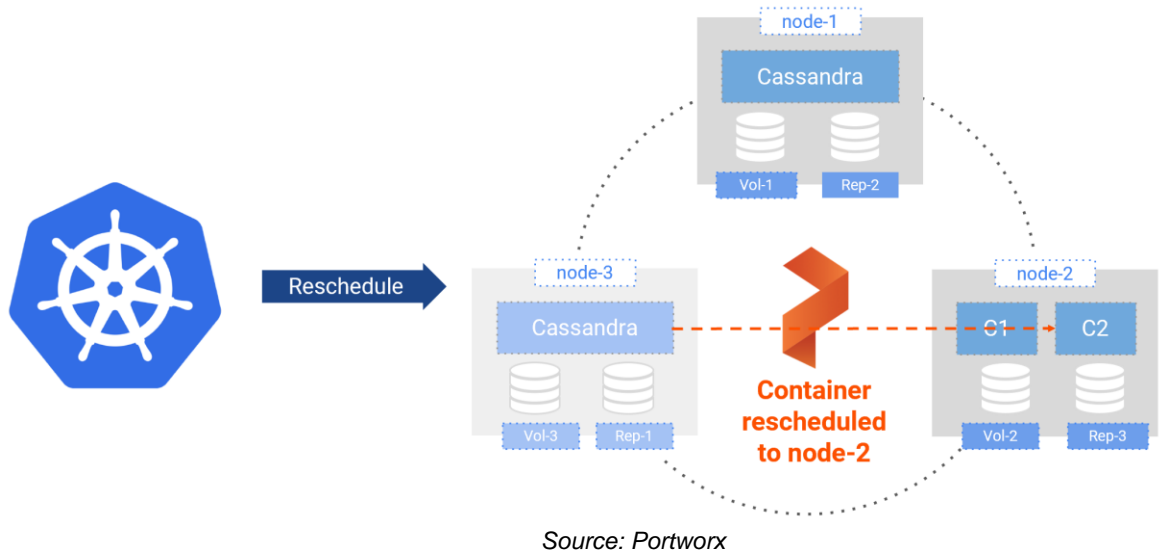 node-1
Cassandra
Vol-1
Rep-2
Reschedule
node-3
Cassandra
Vol-3
Rep-1
Container
rescheduled
to node-2
node-2
C1
C2
Vol-2
Rep-3
Source: Portworx